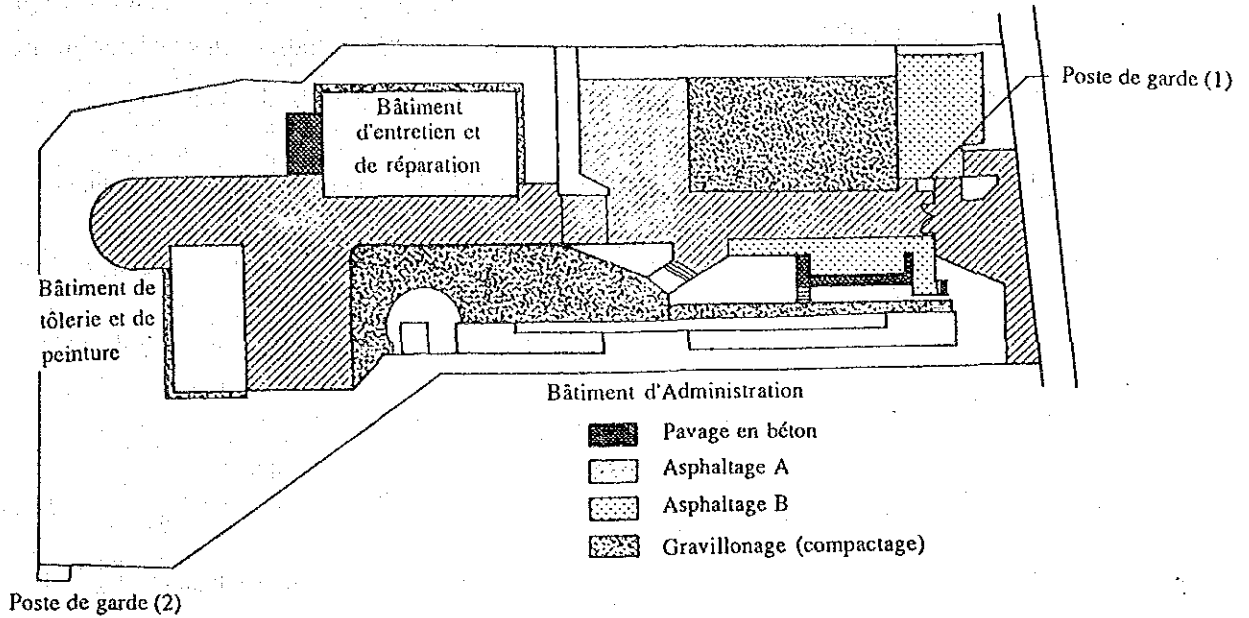 Poste de garde (1)
Bâtiment
d'entretien et
de réparation
Bâtiment de
tôlerie et de
peinture
Bâtiment d'Administration
Pavage en béton
Asphaltage A
Asphaltage B
Gravillonage (compactage)
Poste de garde (2)